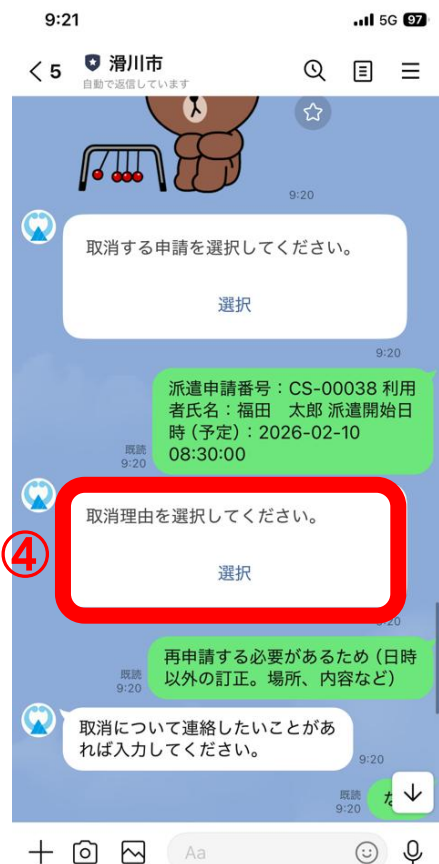 9:21
5G 97
5 滑川市
自動で返信しています
9:20
取消する申請を選択してください。
選択
9:20
派遣申請番号：CS-00038 利用
者氏名：福田　太郎 派遣開始日
時（予定）：2026-02-10
08:30:00
既読
9:20
④
取消理由を選択してください。
選択
再申請する必要があるため（日時
以外の訂正。場所、内容など）
既読
9:20
取消について連絡したいことがあ
れば入力してください。
9:20
既読
9:20
Aa